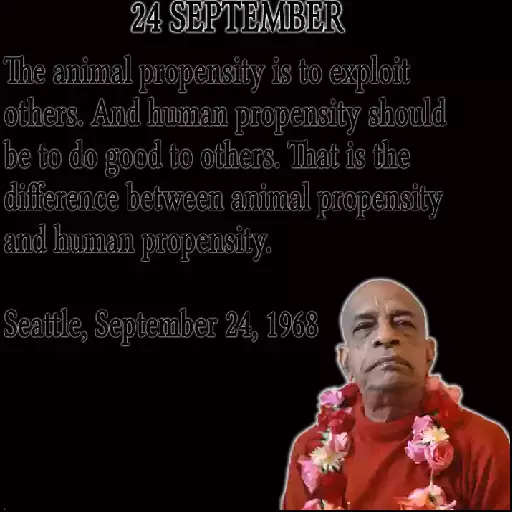 24 SEPTEMBER
The animal propensity is to exploit
others. And human propensity should
be to do good to others. That is the
difference between animal propensity
and human propensity.
Seattle, September 24, 1968